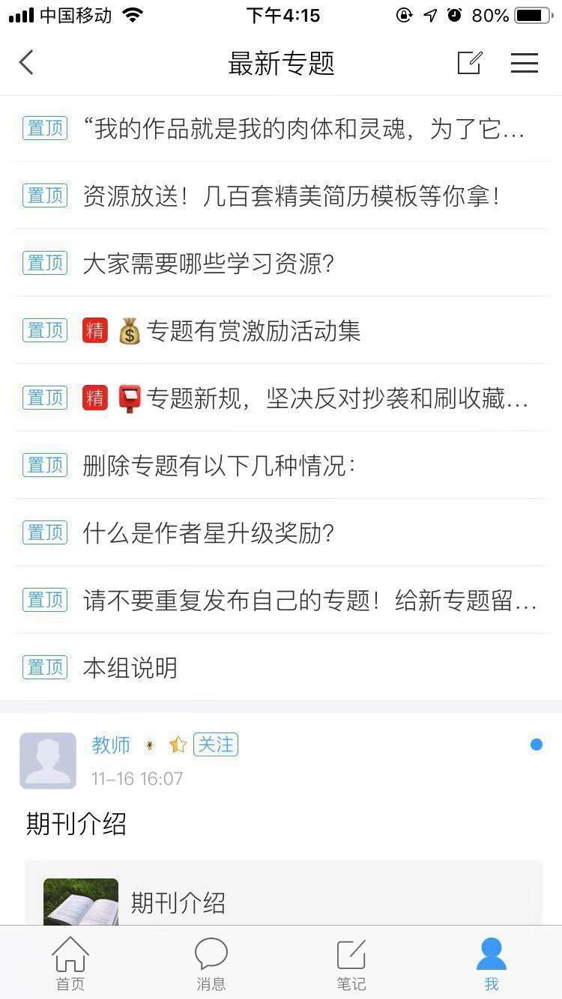 中国移动 下午4:15 80%
最新专题
置顶 “我的作品就是我的肉体和灵魂，为了它...
置顶 资源放送！几百套精美简历模板等你拿！
置顶 大家需要哪些学习资源？
置顶 精 专题有赏激励活动集
置顶 精 专题新规，坚决反对抄袭和刷收藏...
置顶 删除专题有以下几种情况：
置顶 什么是作者星升级奖励？
置顶 请不要重复发布自己的专题！给新专题留...
置顶 本组说明
教师 关注
11-16 16:07
期刊介绍
期刊介绍
首页 消息 笔记 我